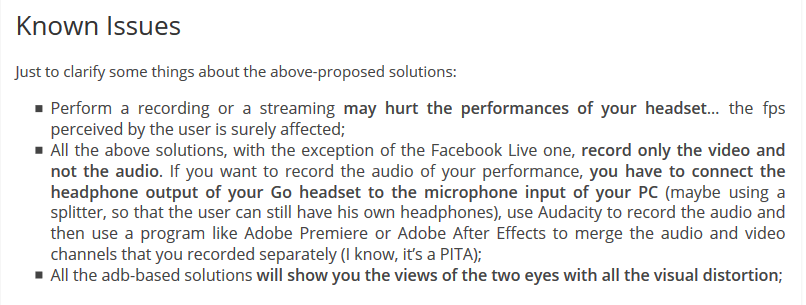 Known Issues
Just to clarify some things about the above-proposed solutions:
▪ Perform a recording or a streaming may hurt the performances of your headset… the fps
perceived by the user is surely affected;
▪ All the above solutions, with the exception of the Facebook Live one, record only the video and
not the audio. If you want to record the audio of your performance, you have to connect the
headphone output of your Go headset to the microphone input of your PC (maybe using a
splitter, so that the user can still have his own headphones), use Audacity to record the audio and
then use a program like Adobe Premiere or Adobe After Effects to merge the audio and video
channels that you recorded separately (I know, it's a PITA);
▪ All the adb-based solutions will show you the views of the two eyes with all the visual distortion;